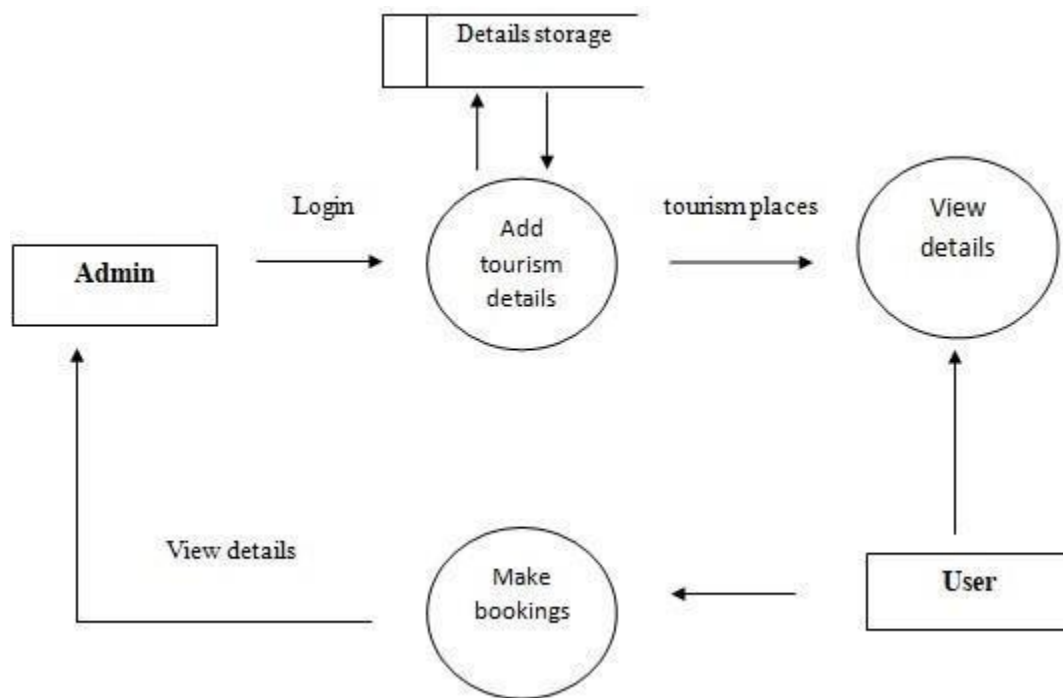 Details storage
Login
tourism places
View
details
Add
tourism
details
Admin
View details
Make
bookings
User